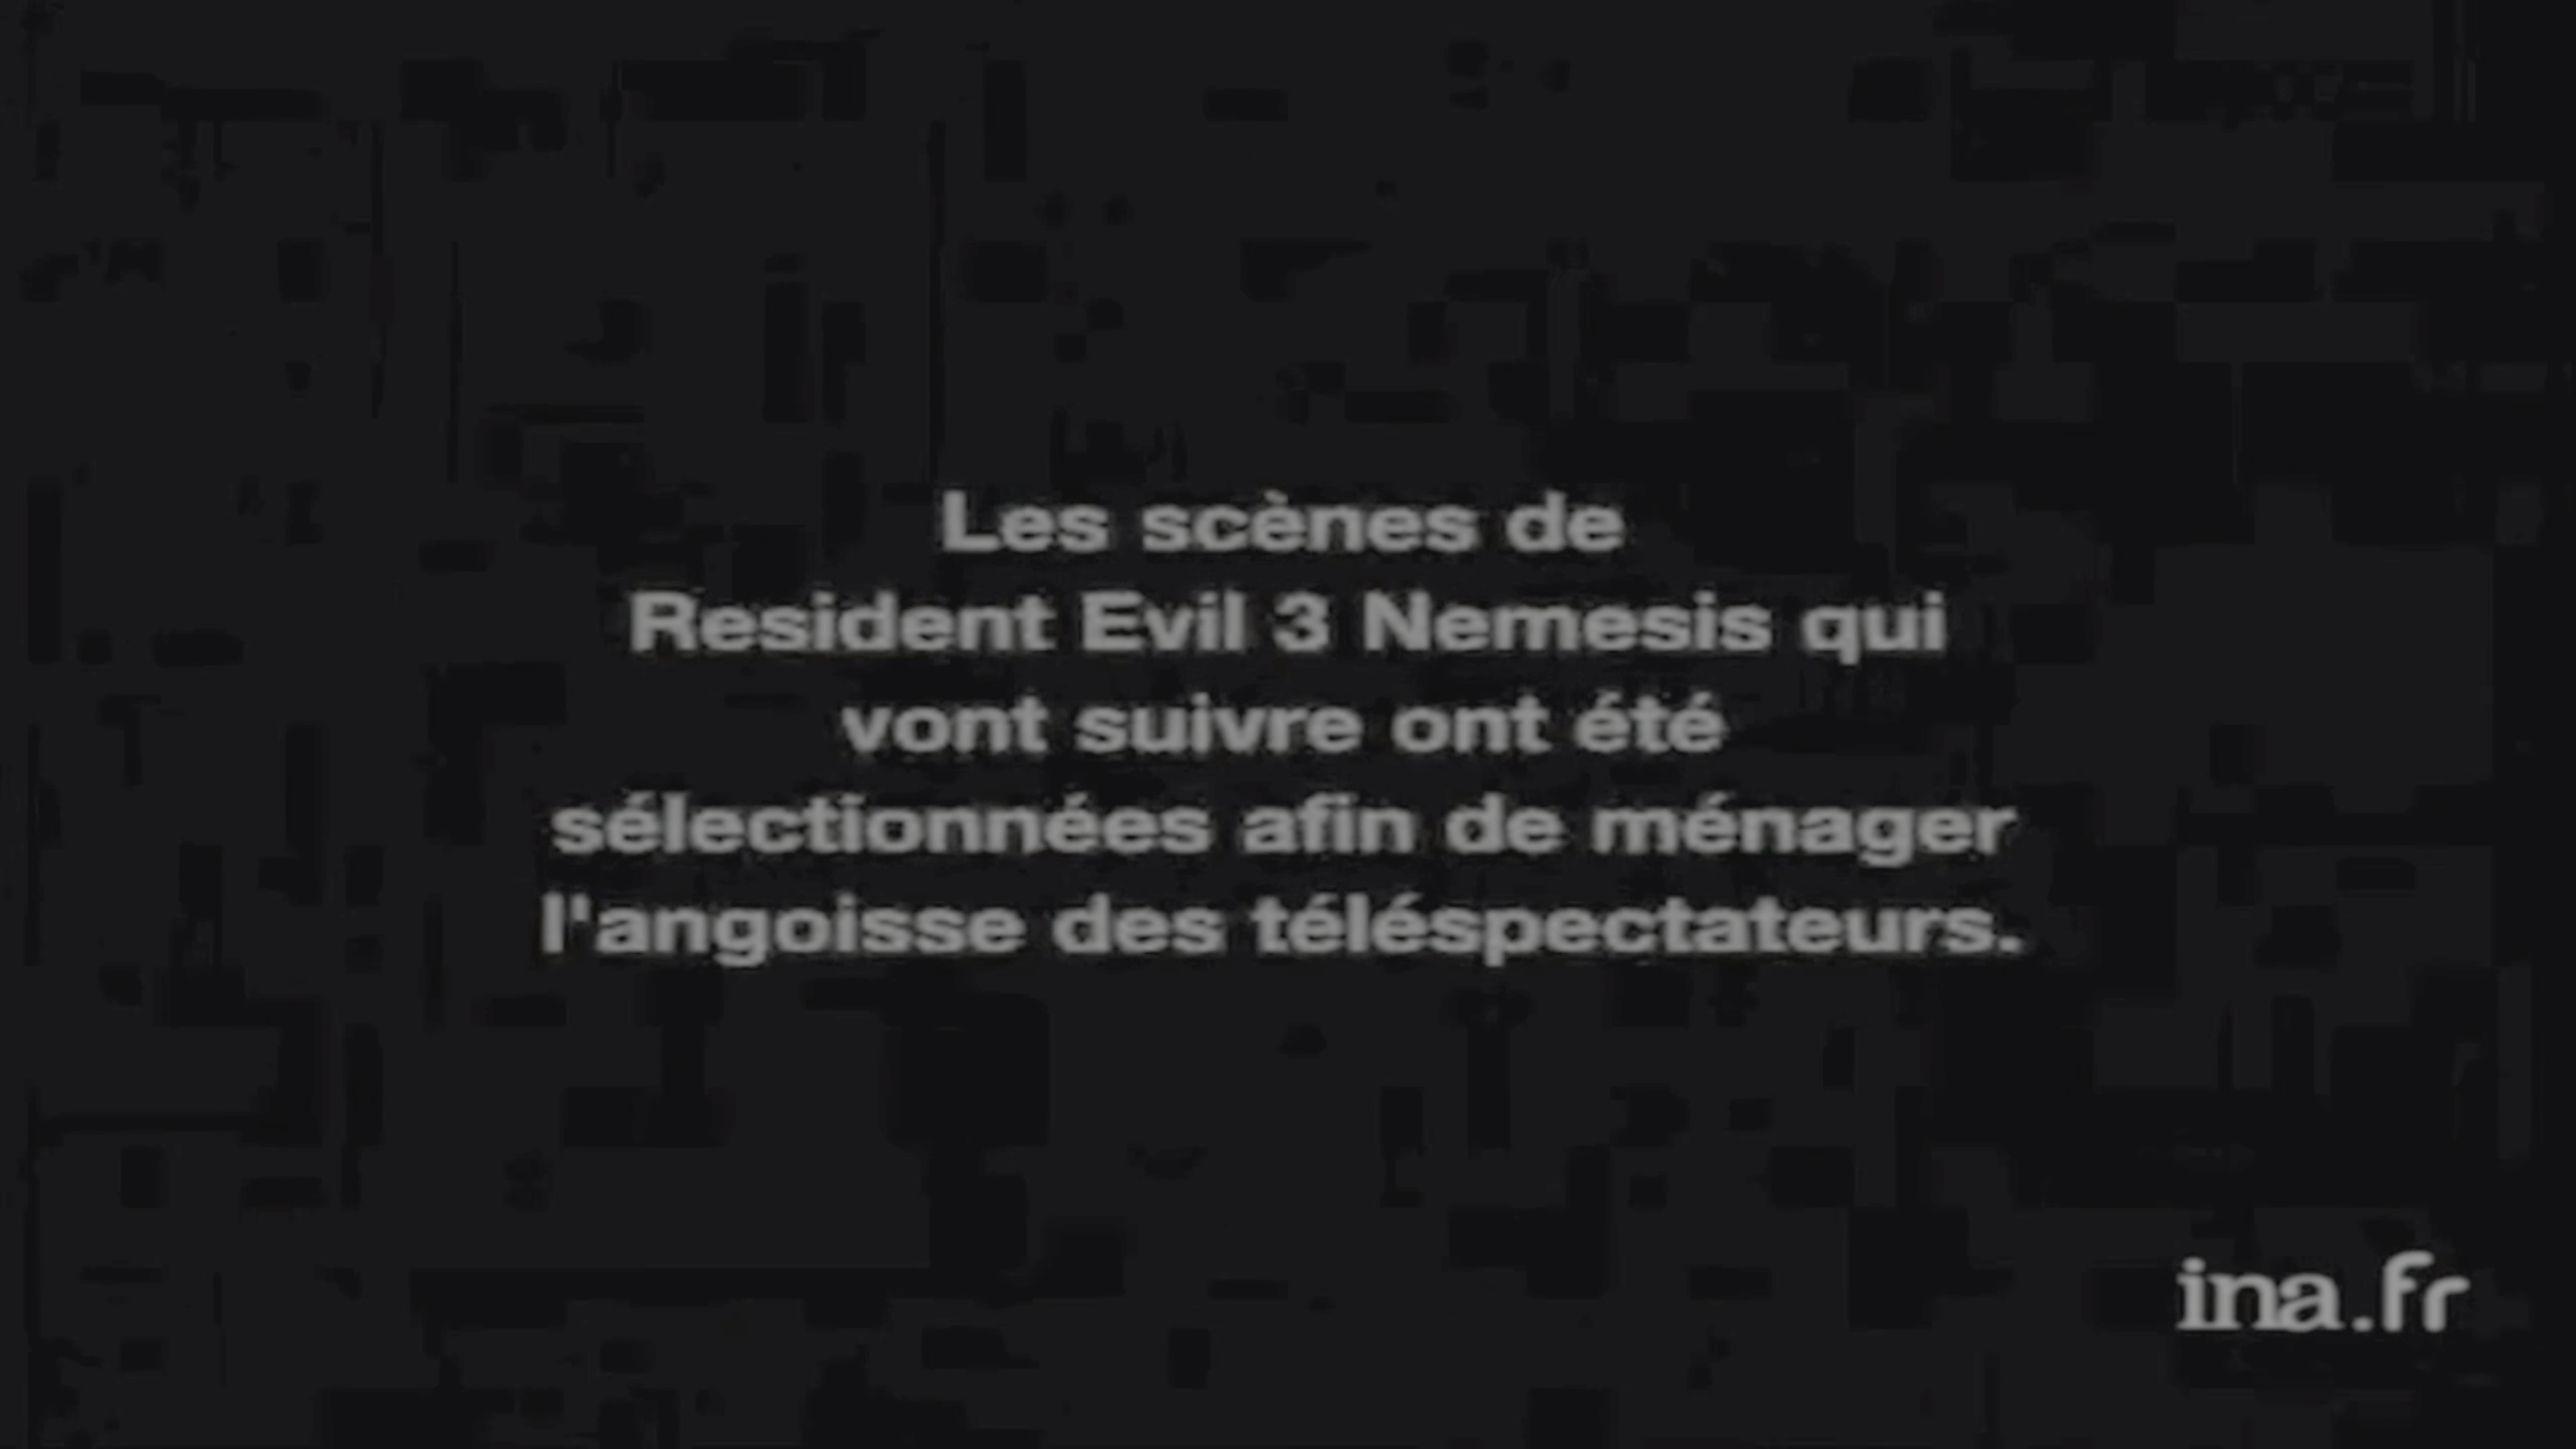 Les scènes de
Resident Evil 3 Nemesis qui
vont suivre ont été
sélectionnées afin de ménager
l'angoisse des téléspectateurs.
ina.fr